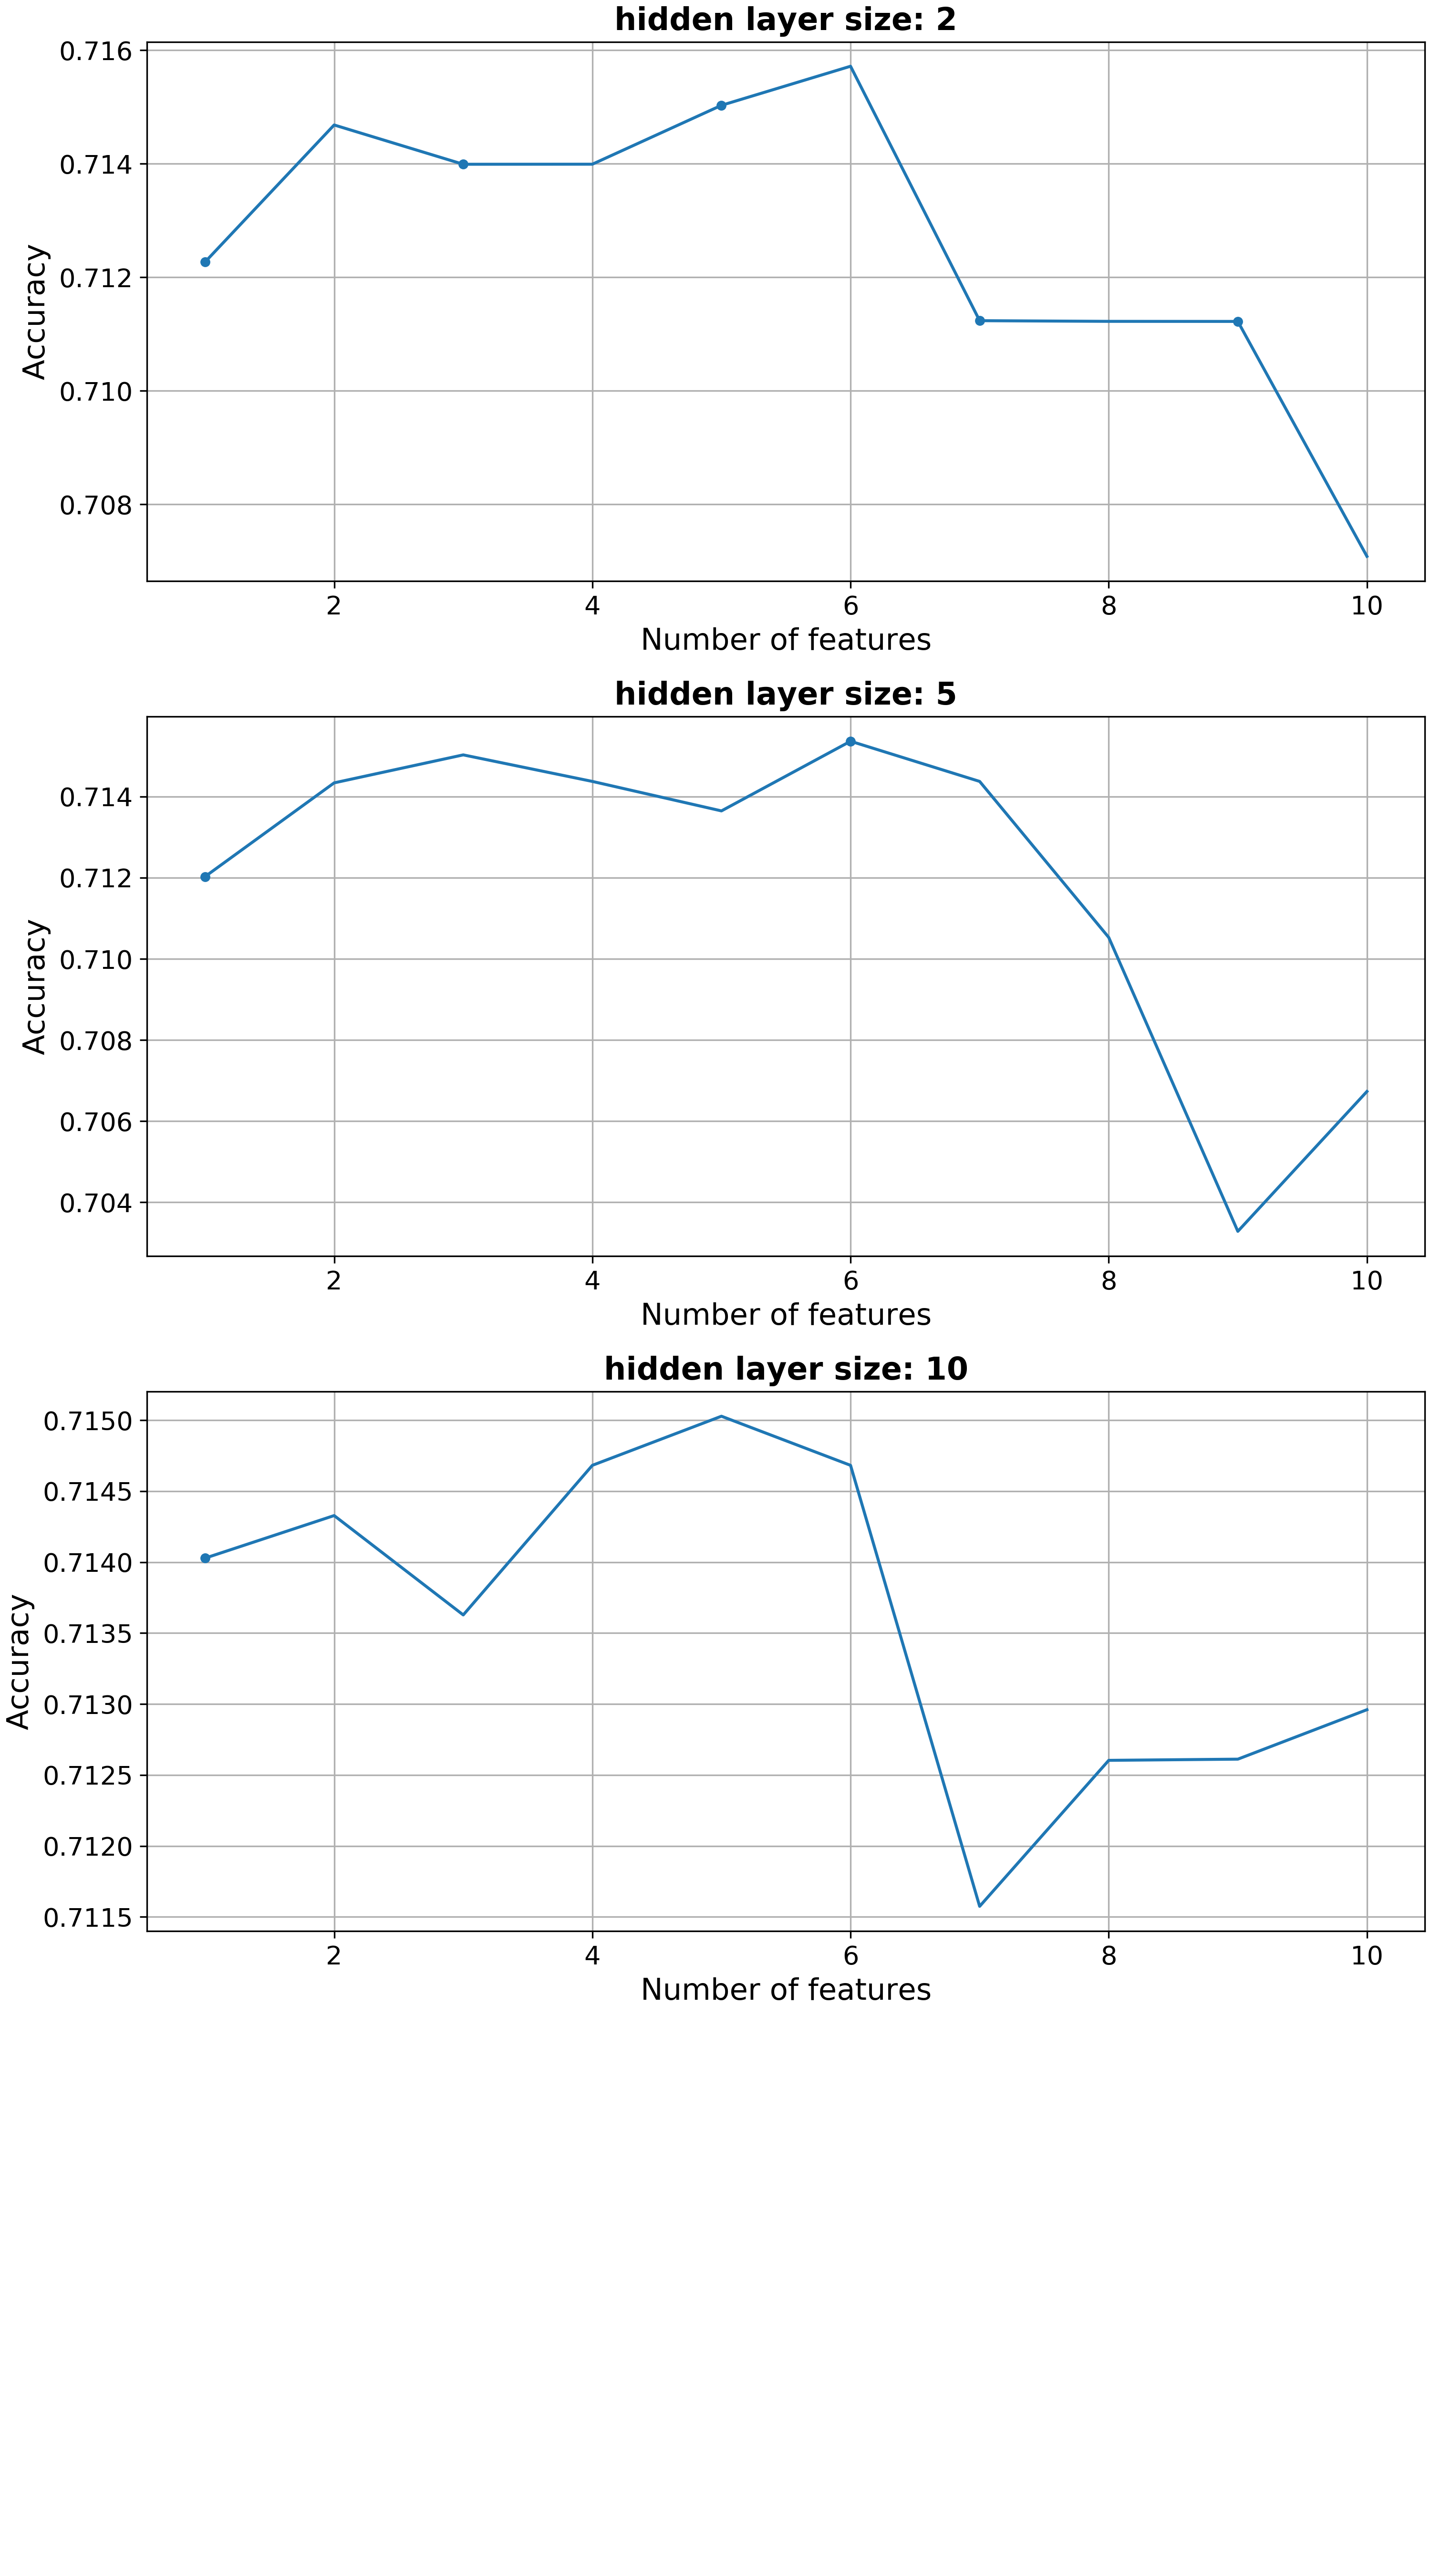 hidden layer size: 2
0.716
0.714
0.712
0.710
0.708
Accuracy
2 4 6 8 10
Number of features
hidden layer size: 5
0.714
0.712
0.710
0.708
0.706
0.704
Accuracy
2 4 6 8 10
Number of features
hidden layer size: 10
0.7150
0.7145
0.7140
0.7135
0.7130
0.7125
0.7120
0.7115
Accuracy
2 4 6 8 10
Number of features